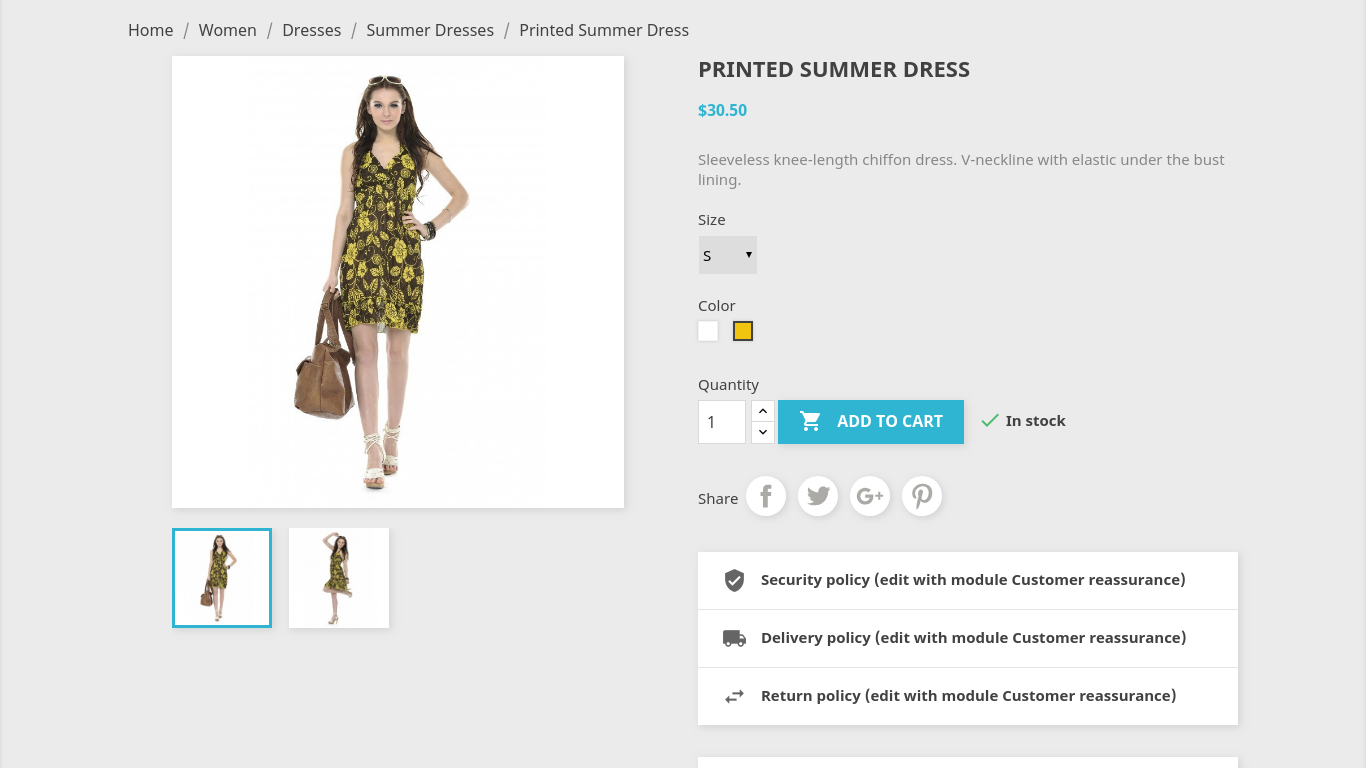 Home / Women / Dresses / Summer Dresses / Printed Summer Dress
PRINTED SUMMER DRESS
$30.50
Sleeveless knee-length chiffon dress. V-neckline with elastic under the bust
lining.
Size
S
Color
Quantity
1
ADD TO CART
In stock
Share
Security policy (edit with module Customer reassurance)
Delivery policy (edit with module Customer reassurance)
Return policy (edit with module Customer reassurance)